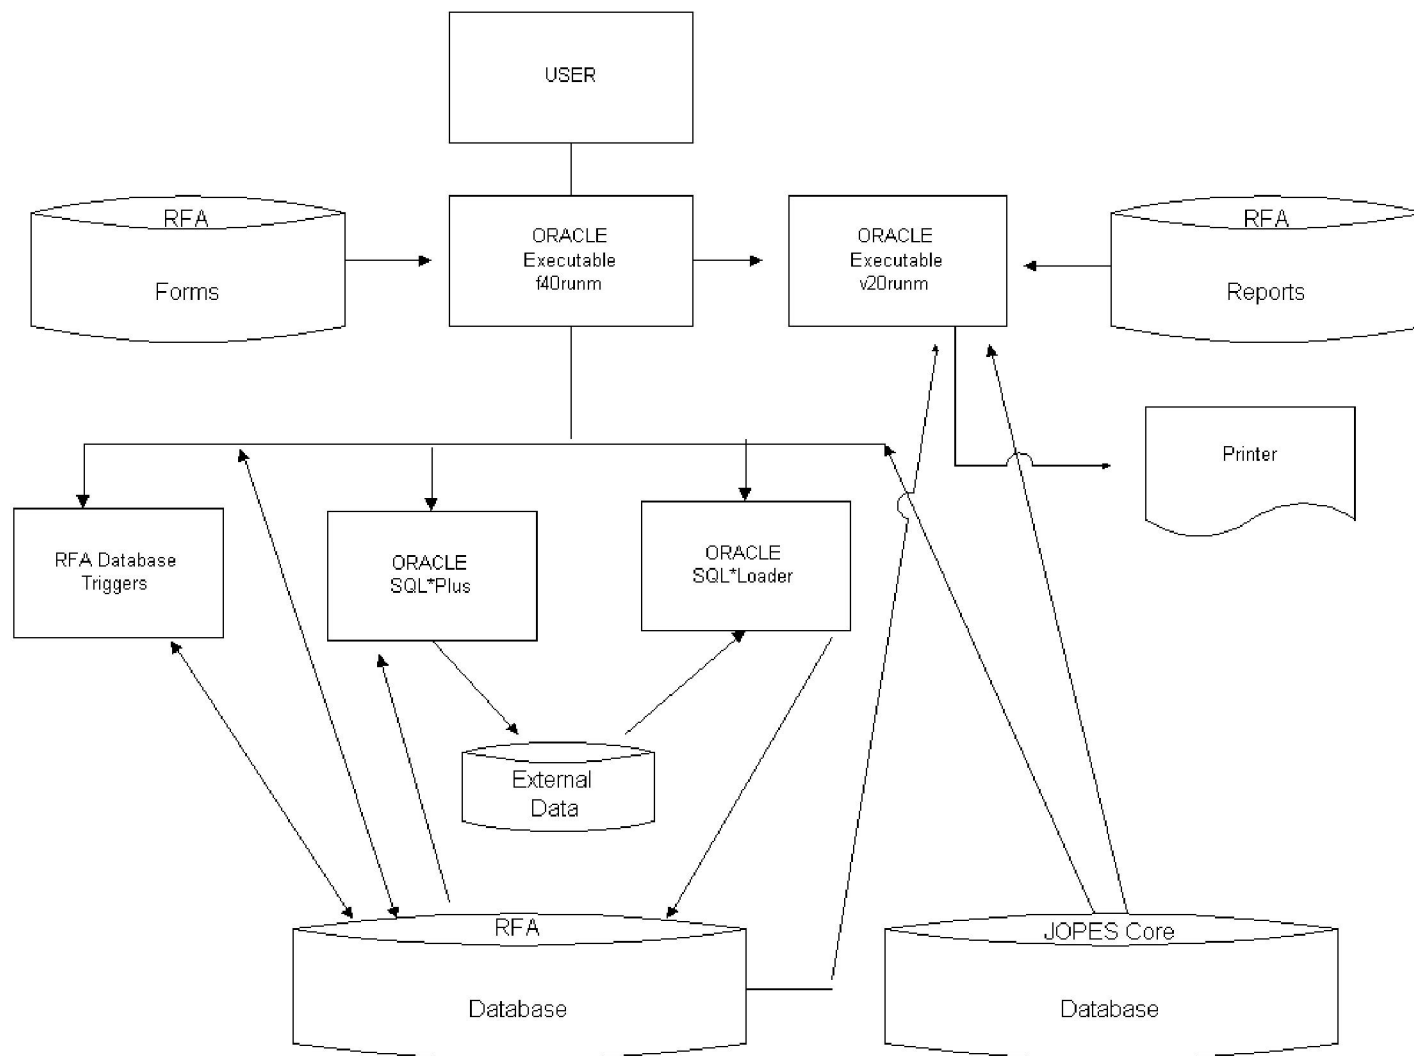 USER
RFA
Forms
ORACLE
Executable
f40runm
ORACLE
Executable
v20runm
RFA
Reports
Printer
RFA Database
Triggers
ORACLE
SQL*Plus
ORACLE
SQL*Loader
External
Data
RFA
Database
JOPES Core
Database